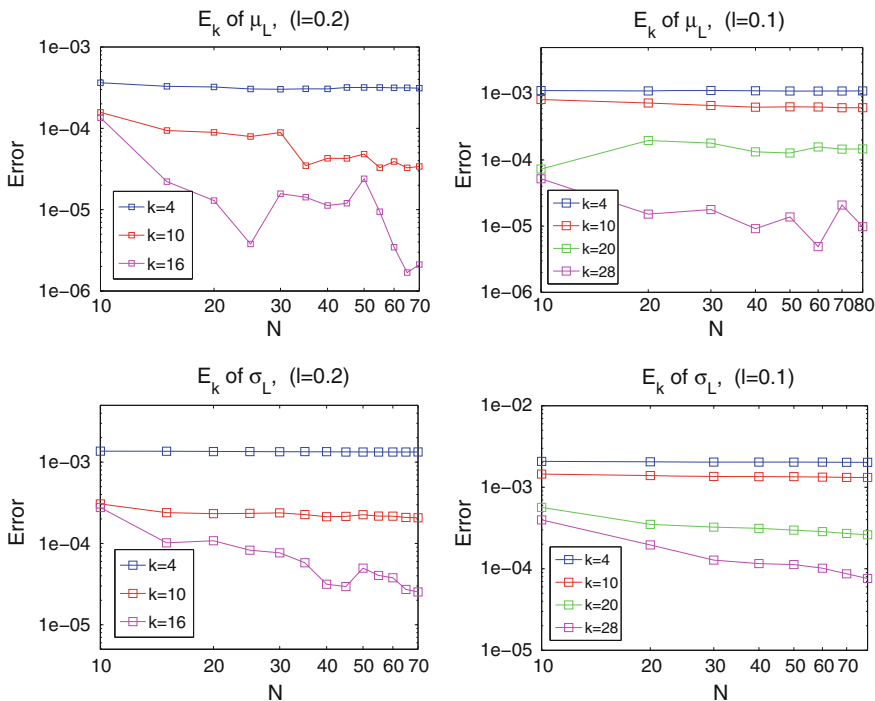 E_k of μ_L, (l=0.2)
1e−03
1e−04
1e−05
1e−06
Error
k=4
k=10
k=16
10 20 30 40 50 60 70
N
E_k of μ_L, (l=0.1)
1e−03
1e−04
1e−05
1e−06
Error
k=4
k=10
k=20
k=28
10 20 30 40 50 60 70 80
N
E_k of σ_L, (l=0.2)
1e−03
1e−04
1e−05
Error
k=4
k=10
k=16
10 20 30 40 50 60 70
N
E_k of σ_L, (l=0.1)
1e−02
1e−03
1e−04
1e−05
Error
k=4
k=10
k=20
k=28
10 20 30 40 50 60 70
N